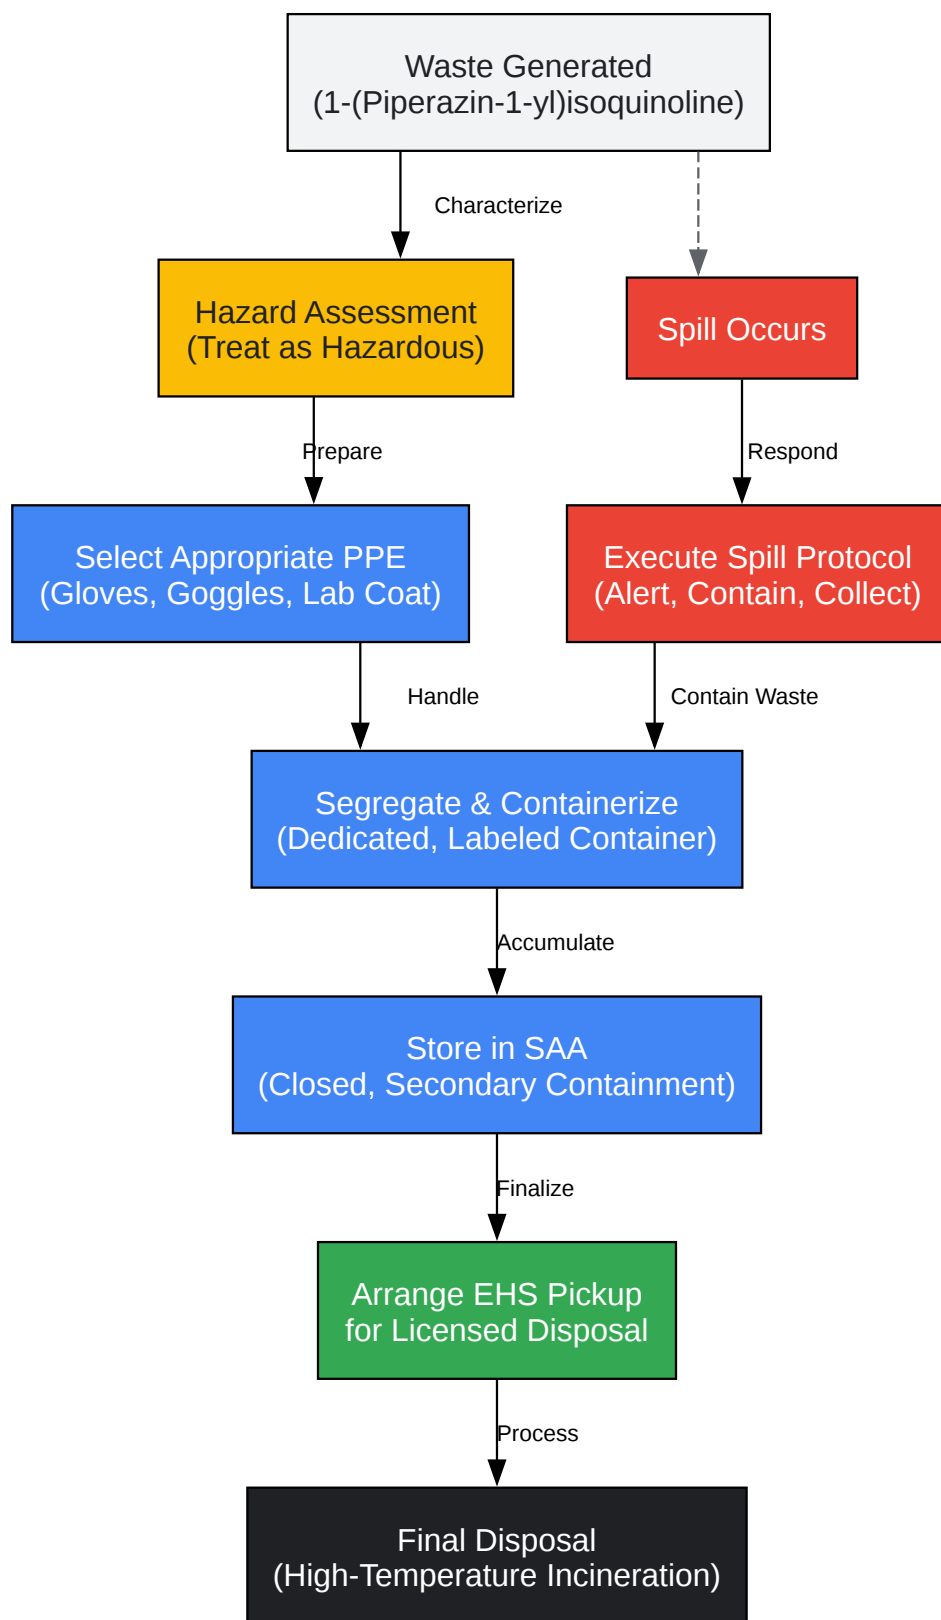 Waste Generated
(1-(Piperazin-1-yl)isoquinoline)
Characterize
Hazard Assessment
(Treat as Hazardous)
Spill Occurs
Prepare
Respond
Select Appropriate PPE
(Gloves, Goggles, Lab Coat)
Execute Spill Protocol
(Alert, Contain, Collect)
Handle
Contain Waste
Segregate & Containerize
(Dedicated, Labeled Container)
Accumulate
Store in SAA
(Closed, Secondary Containment)
Finalize
Arrange EHS Pickup
for Licensed Disposal
Process
Final Disposal
(High-Temperature Incineration)